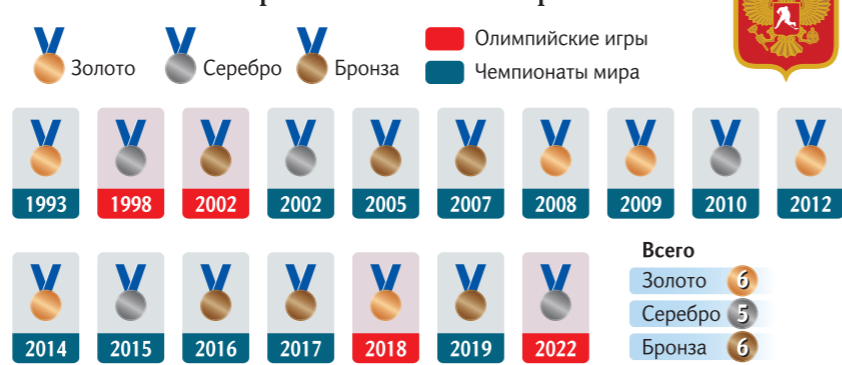 Золото Серебро Бронза
Олимпийские игры
Чемпионаты мира
1993 1998 2002 2002 2005 2007 2008 2009 2010 2012
2014 2015 2016 2017 2018 2019 2022
Всего
Золото 6
Серебро 5
Бронза 6